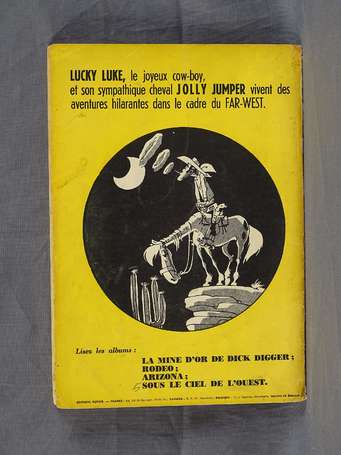 LUCKY LUKE, le joyeux cow-boy,
et son sympathique cheval JOLLY JUMPER vivent des
aventures hilarantes dans le cadre du FAR-WEST.
Lisez les albums :
LA MINE D'OR DE DICK DIGGER ;
RODEO ;
ARIZONA ;
SOUS LE CIEL DE L'OUEST.